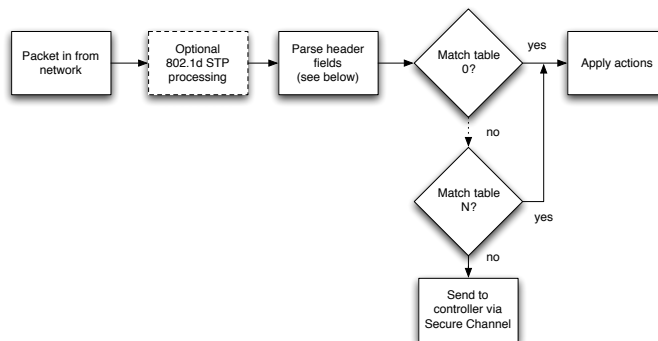 Packet in from
network
Optional
802.1d STP
processing
Parse header
fields
(see below)
Match table
0?
yes
Apply actions
no
Match table
N?
yes
no
Send to
controller via
Secure Channel